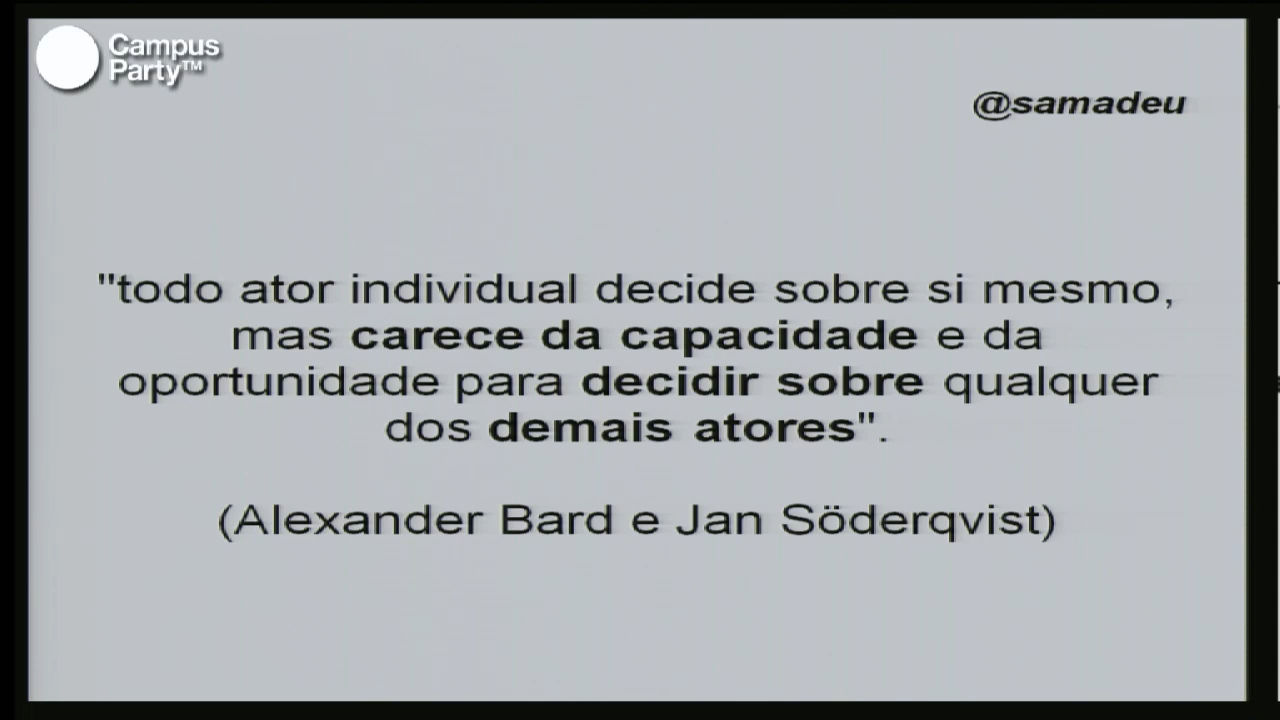 Campus
Party™
@samadeu
"todo ator individual decide sobre si mesmo,
mas carece da capacidade e da
oportunidade para decidir sobre qualquer
dos demais atores".
(Alexander Bard e Jan Söderqvist)